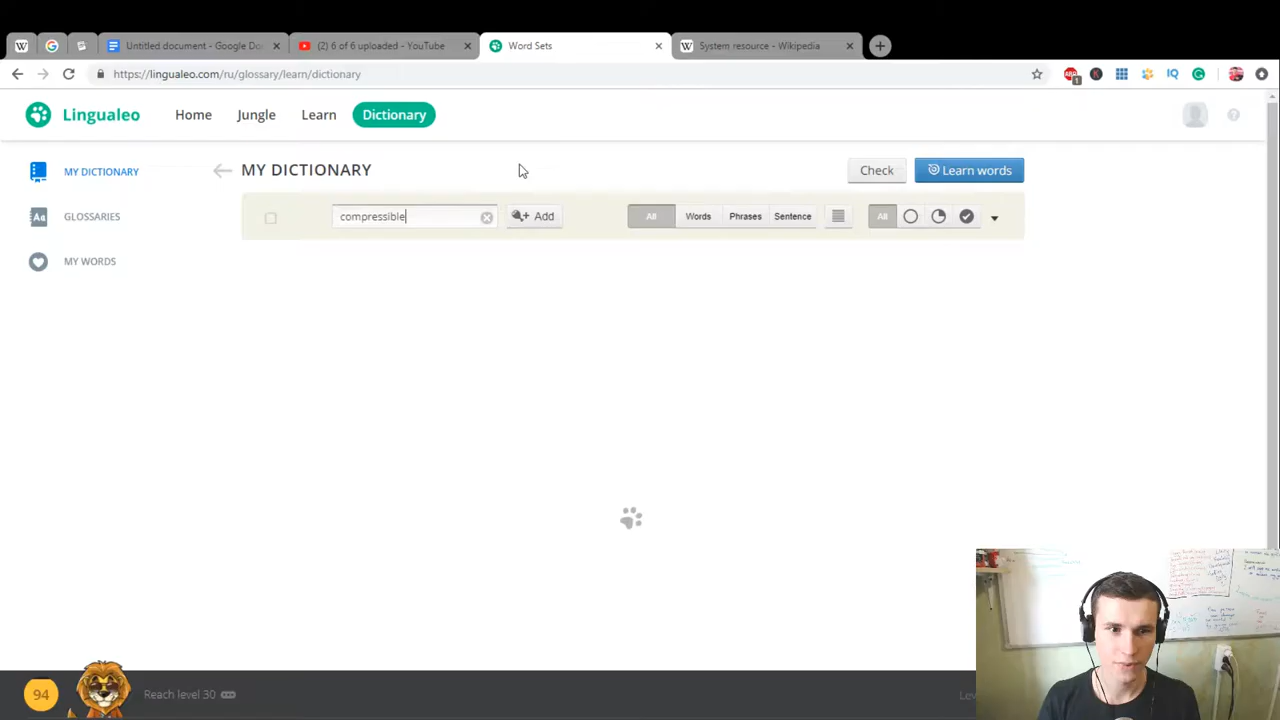 Untitled document - Google Do
(2) 6 of 6 uploaded - YouTube
Word Sets
System resource - Wikipedia
https://lingualeo.com/ru/glossary/learn/dictionary
Lingualeo
Home
Jungle
Learn
Dictionary
MY DICTIONARY
MY DICTIONARY
Check
Learn words
compressible
Add
All
Words
Phrases
Sentence
All
GLOSSARIES
MY WORDS
94
Reach level 30